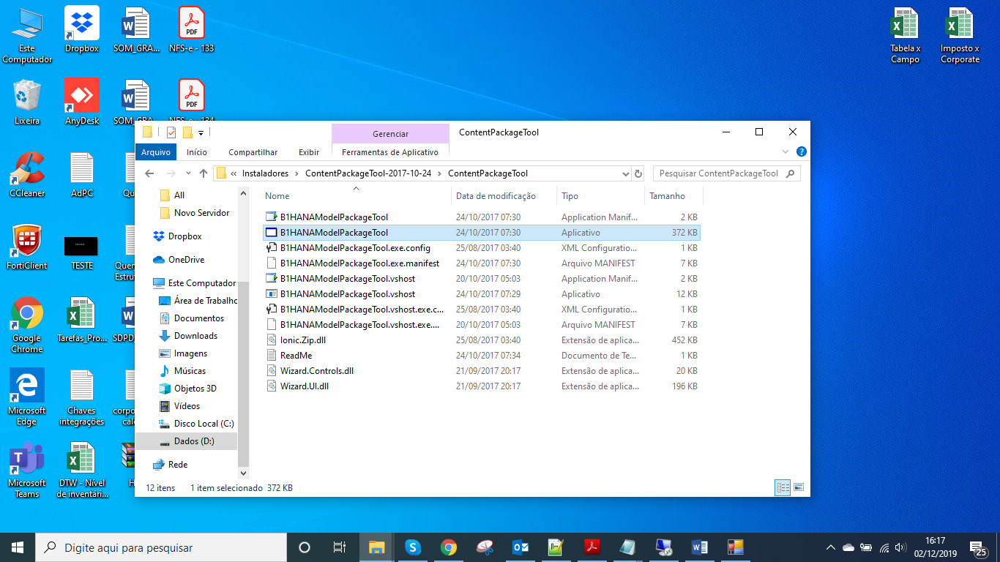 Este Computador
Dropbox
SOM_GRA...
NFS-e - 133
Tabela x Campo
Imposto x Corporate
Lixeira
AnyDesk
SOM_GRA...
NFS-e - 134
CCleaner
AdPC
Qu
FortiClient
TESTE
Quer
Estrut
Google Chrome
Tarefas_Pro...
SDPD
Microsoft Edge
Chaves integrações
corpo
calc
Microsoft Teams
DTW - Nível de inventári...
H
PDF
PDF
Gerenciar
ContentPackageTool
Arquivo
Início
Compartilhar
Exibir
Ferramentas de Aplicativo
« Instaladores › ContentPackageTool-2017-10-24 › ContentPackageTool
Pesquisar ContentPackageTool
All
Novo Servidor
Dropbox
OneDrive
Este Computador
Área de Trabalho
Documentos
Downloads
Imagens
Músicas
Objetos 3D
Vídeos
Disco Local (C:)
Dados (D:)
Rede
Nome Data de modificação Tipo Tamanho
B1HANAModelPackageTool 24/10/2017 07:30 Application Manif... 2 KB
B1HANAModelPackageTool 24/10/2017 07:30 Aplicativo 372 KB
B1HANAModelPackageTool.exe.config 25/08/2017 03:40 XML Configuratio... 1 KB
B1HANAModelPackageTool.exe.manifest 24/10/2017 07:30 Arquivo MANIFEST 7 KB
B1HANAModelPackageTool.vshost 20/10/2017 05:03 Application Manif... 2 KB
B1HANAModelPackageTool.vshost 24/10/2017 07:29 Aplicativo 12 KB
B1HANAModelPackageTool.vshost.exe.c... 25/08/2017 03:40 XML Configuratio... 1 KB
B1HANAModelPackageTool.vshost.exe.... 20/10/2017 05:03 Arquivo MANIFEST 7 KB
Ionic.Zip.dll 25/08/2017 03:40 Extensão de aplica... 452 KB
ReadMe 24/10/2017 07:34 Documento de Te... 1 KB
Wizard.Controls.dll 21/09/2017 20:17 Extensão de aplica... 20 KB
Wizard.UI.dll 21/09/2017 20:17 Extensão de aplica... 196 KB
12 itens 1 item selecionado 372 KB
Digite aqui para pesquisar
16:17
02/12/2019
25